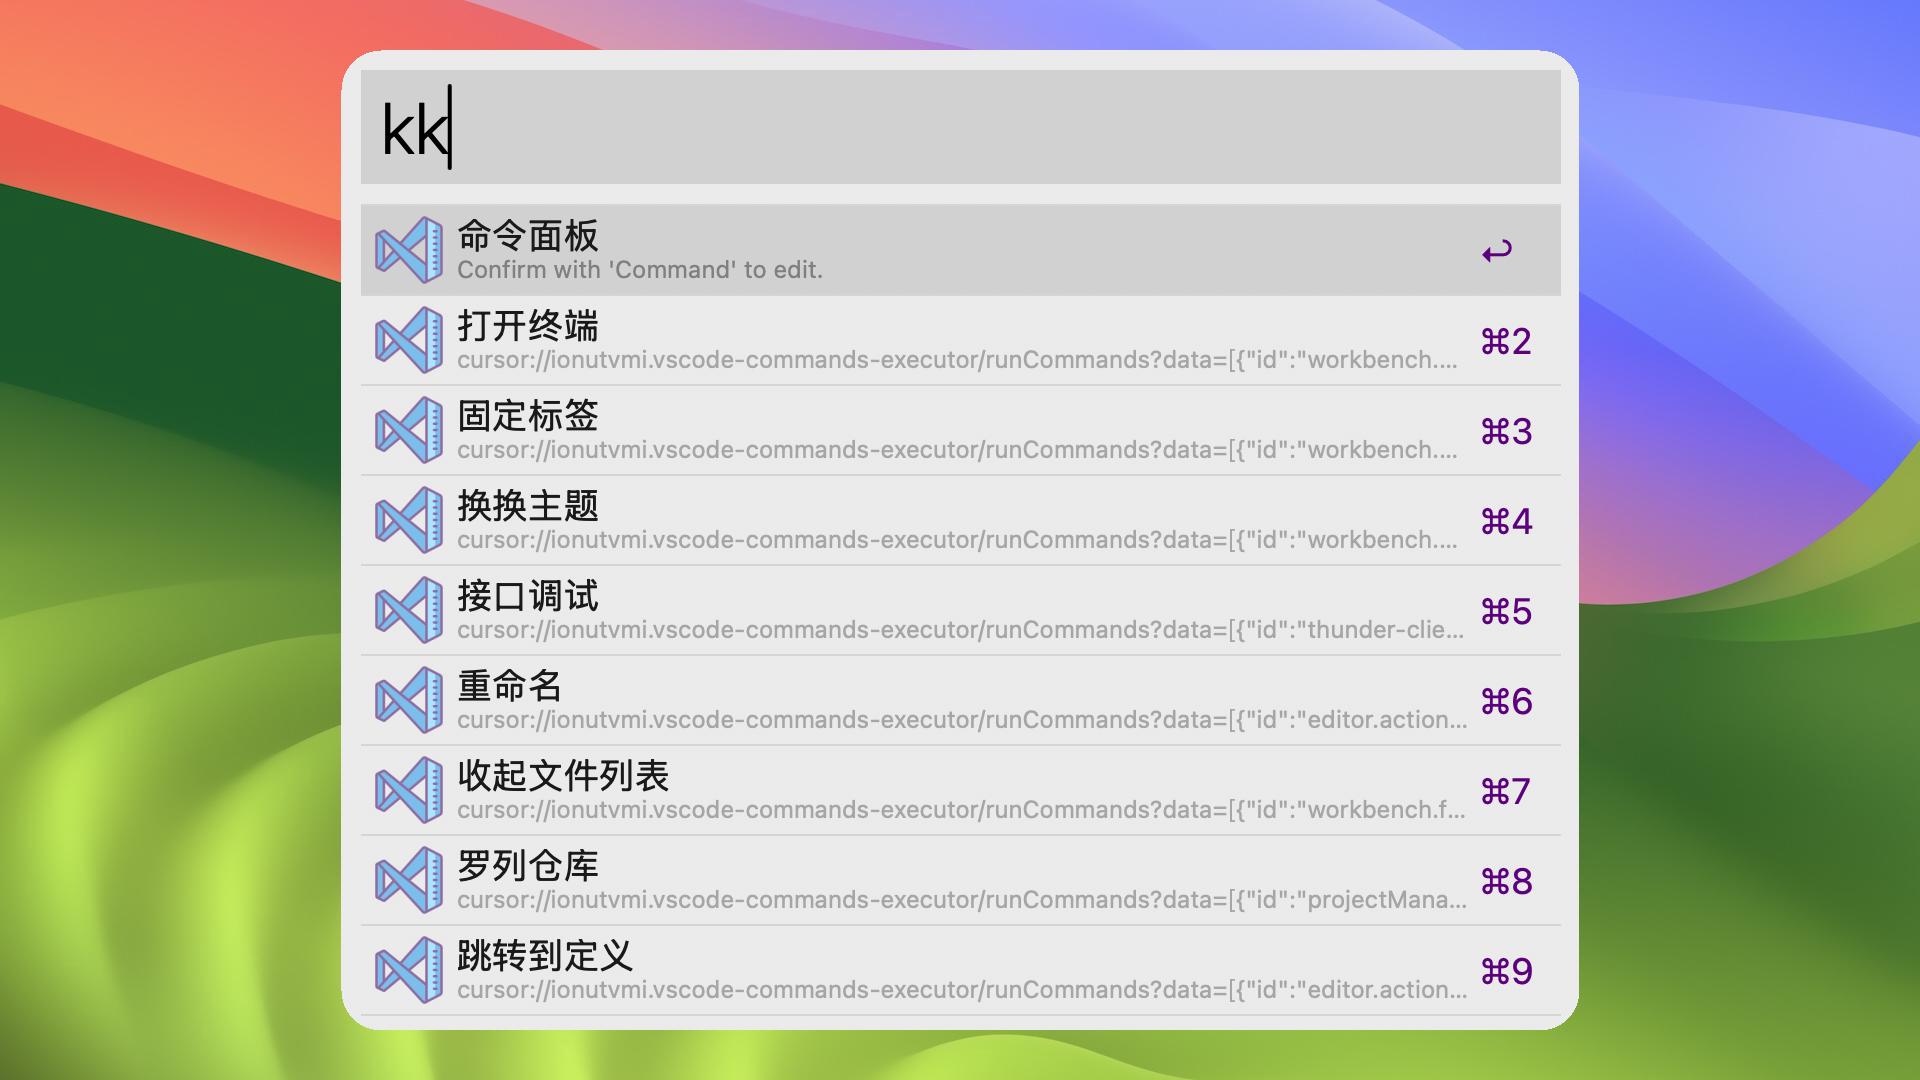 kk
命令面板
↩
Confirm with 'Command' to edit.
打开终端
⌘2
cursor://ionutvmi.vscode-commands-executor/runCommands?data=[{"id":"workbench.…
固定标签
⌘3
cursor://ionutvmi.vscode-commands-executor/runCommands?data=[{"id":"workbench.…
换换主题
⌘4
cursor://ionutvmi.vscode-commands-executor/runCommands?data=[{"id":"workbench.…
接口调试
⌘5
cursor://ionutvmi.vscode-commands-executor/runCommands?data=[{"id":"thunder-clie…
重命名
⌘6
cursor://ionutvmi.vscode-commands-executor/runCommands?data=[{"id":"editor.action…
收起文件列表
⌘7
cursor://ionutvmi.vscode-commands-executor/runCommands?data=[{"id":"workbench.f…
罗列仓库
⌘8
cursor://ionutvmi.vscode-commands-executor/runCommands?data=[{"id":"projectMana…
跳转到定义
⌘9
cursor://ionutvmi.vscode-commands-executor/runCommands?data=[{"id":"editor.action…